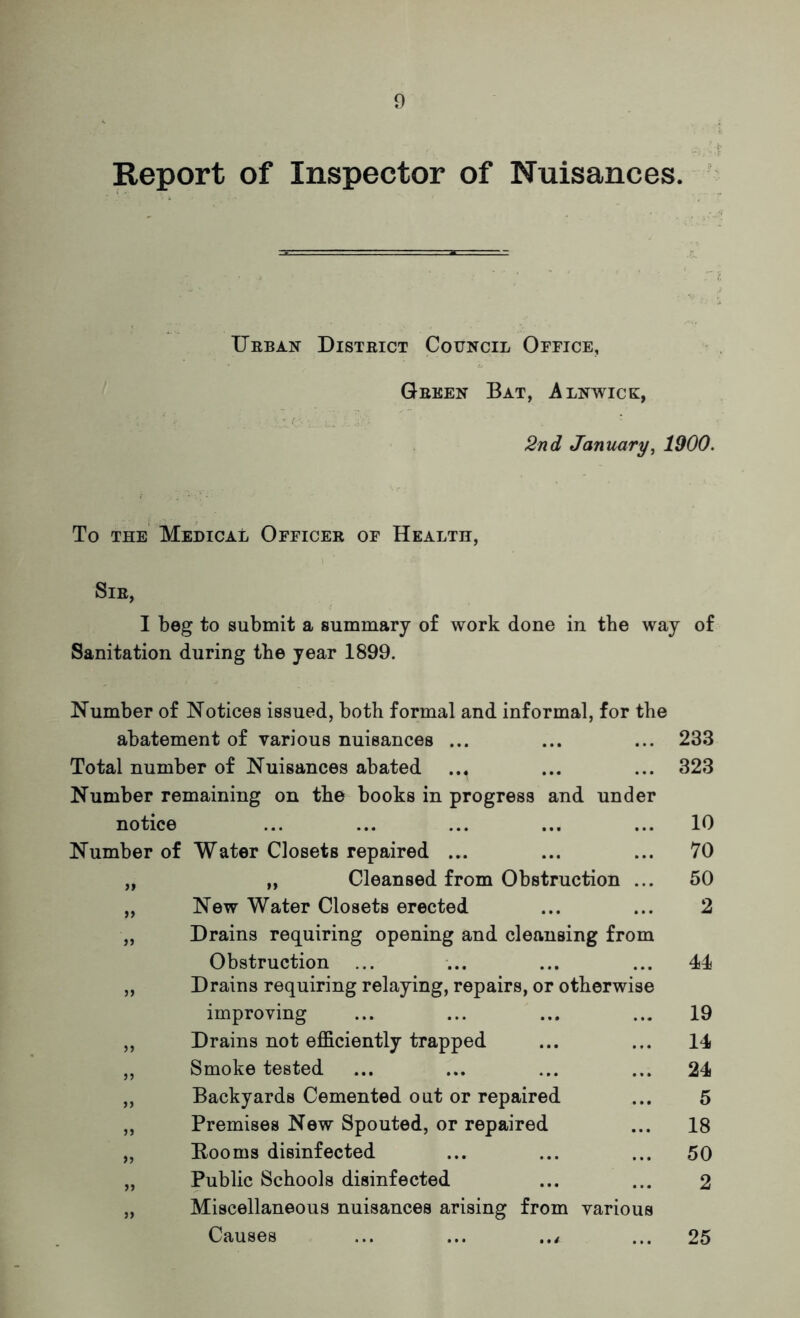 9
Report of Inspector of Nuisances.
Urban District Council Office,
Green Bat, Alnwick,
2nd January, 1900.
To the Medical Officer of Health,
Sir,
I beg to submit a summary of work done in the way of
Sanitation during the year 1899.
Number of Notices issued, both formal and informal, for the
abatement of various nuisances ... ... ... 233
Total number of Nuisances abated ... ... ... 323
Number remaining on the books in progress and under
notice ... ... ... ... ... 10
Number of Water Closets repaired ... ... ... 70
„ „ Cleansed from Obstruction ... 50
„ New Water Closets erected ... ... 2
„ Drains requiring opening and cleansing from
Obstruction ... ... ... ... 44
„ Drains requiring relaying, repairs, or otherwise
improving ... ... ... ... 19
„ Drains not efficiently trapped ... ... 14
„ Smoke tested ... ... ... ... 24
„ Backyards Cemented out or repaired ... 5
„ Premises New Spouted, or repaired ... 18
„ Rooms disinfected ... ... ... 50
„ Public Schools disinfected ... ... 2
„ Miscellaneous nuisances arising from various
Causes ... ... ... ... 25